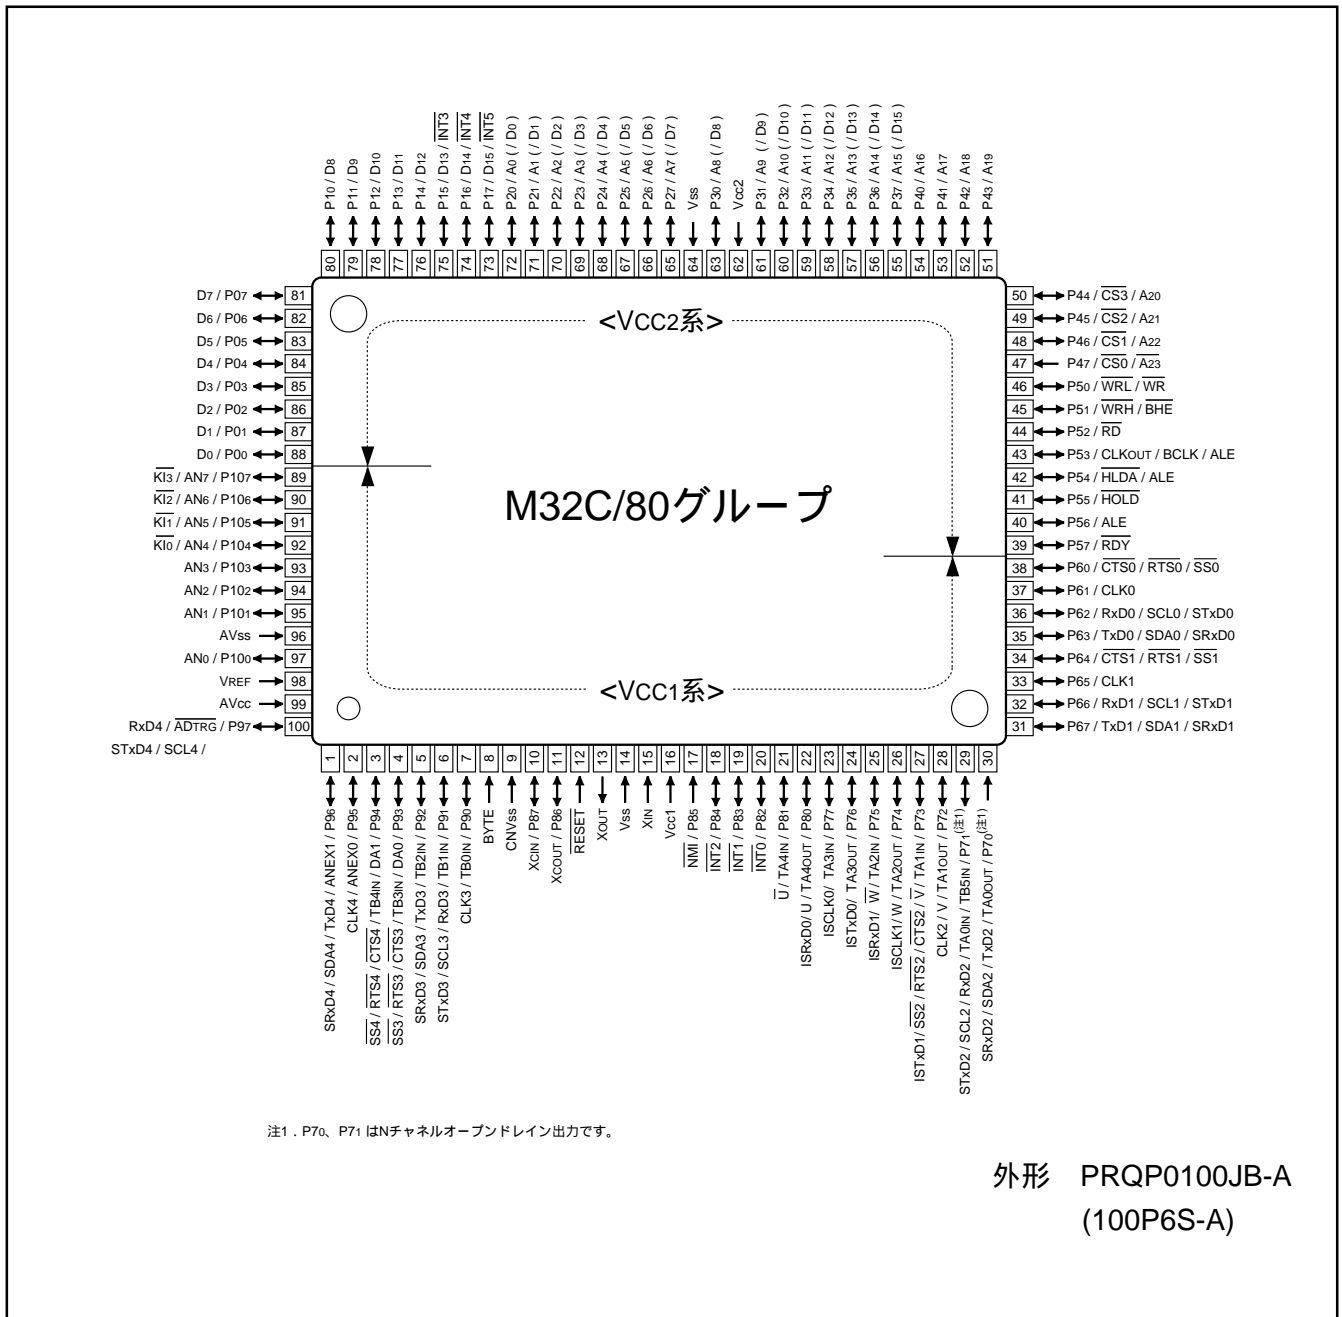 P10 / D8
P11 / D9
P12 / D10
P13 / D11
P14 / D12
P15 / D13 / INT3
P16 / D14 / INT4
P17 / D15 / INT5
P20 / A0 ( / D0 )
P21 / A1 ( / D1 )
P22 / A2 ( / D2 )
P23 / A3 ( / D3 )
P24 / A4 ( / D4 )
P25 / A5 ( / D5 )
P26 / A6 ( / D6 )
P27 / A7 ( / D7 )
Vss
P30 / A8 ( / D8 )
Vcc2
P31 / A9 ( / D9 )
P32 / A10 ( / D10 )
P33 / A11 ( / D11 )
P34 / A12 ( / D12 )
P35 / A13 ( / D13 )
P36 / A14 ( / D14 )
P37 / A15 ( / D15 )
P40 / A16
P41 / A17
P42 / A18
P43 / A19
80 79 78 77 76 75 74 73 72 71 70 69 68 67 66 65 64 63 62 61 60 59 58 57 56 55 54 53 52 51
D7 / P07 81
D6 / P06 82
D5 / P05 83
D4 / P04 84
D3 / P03 85
D2 / P02 86
D1 / P01 87
D0 / P00 88
KI3 / AN7 / P107 89
KI2 / AN6 / P106 90
KI1 / AN5 / P105 91
KI0 / AN4 / P104 92
AN3 / P103 93
AN2 / P102 94
AN1 / P101 95
AVss 96
AN0 / P100 97
VREF 98
AVcc 99
RxD4 / ADTRG / P97 100
STxD4 / SCL4 /
<VCC2系>
M32C/80グループ
<VCC1系>
50 P44 / CS3 / A20
49 P45 / CS2 / A21
48 P46 / CS1 / A22
47 P47 / CS0 / A23
46 P50 / WRL / WR
45 P51 / WRH / BHE
44 P52 / RD
43 P53 / CLKOUT / BCLK / ALE
42 P54 / HLDA / ALE
41 P55 / HOLD
40 P56 / ALE
39 P57 / RDY
38 P60 / CTS0 / RTS0 / SS0
37 P61 / CLK0
36 P62 / RxD0 / SCL0 / STxD0
35 P63 / TxD0 / SDA0 / SRxD0
34 P64 / CTS1 / RTS1 / SS1
33 P65 / CLK1
32 P66 / RxD1 / SCL1 / STxD1
31 P67 / TxD1 / SDA1 / SRxD1
1 2 3 4 5 6 7 8 9 10 11 12 13 14 15 16 17 18 19 20 21 22 23 24 25 26 27 28 29 30
SRxD4 / SDA4 / TxD4 / ANEX1 / P96
CLK4 / ANEX0 / P95
SS4 / RTS4 / CTS4 / TB4IN / DA1 / P94
SS3 / RTS3 / CTS3 / TB3IN / DA0 / P93
SRxD3 / SDA3 / TxD3 / TB2IN / P92
STxD3 / SCL3 / RxD3 / TB1IN / P91
CLK3 / TB0IN / P90
BYTE
CNVss
XCIN / P87
XCOUT / P86
RESET
XOUT
Vss
XIN
Vcc1
NMI / P85
INT2 / P84
INT1 / P83
INT0 / P82
U / TA4IN / P81
ISRxD0/ U / TA4OUT / P80
ISCLK0/ TA3IN / P77
ISTxD0/ TA3OUT / P76
ISRxD1/ W / TA2IN / P75
ISCLK1/ W / TA2OUT / P74
ISTxD1/ SS2 / RTS2 / CTS2 / V / TA1IN / P73
CLK2 / V / TA1OUT / P72
STxD2 / SCL2 / RxD2 / TA0IN / TB5IN / P71(注1)
SRxD2 / SDA2 / TxD2 / TA0OUT / P70(注1)
注1．P70、P71 はNチャネルオープンドレイン出力です。
外形 PRQP0100JB-A
(100P6S-A)